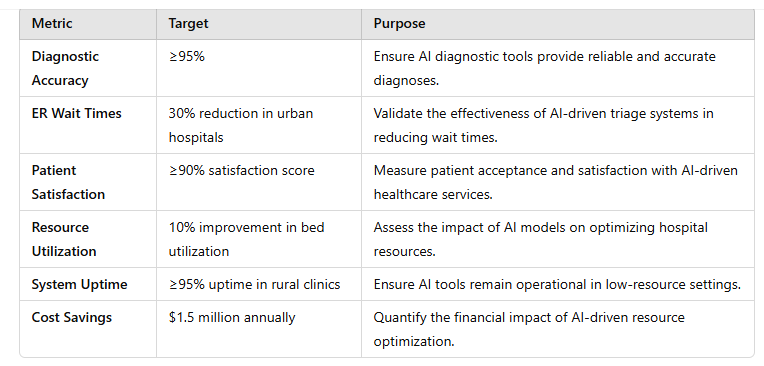 Metric Target Purpose
Diagnostic ≥95% Ensure AI diagnostic tools provide reliable and accurate
Accuracy diagnoses.
ER Wait Times 30% reduction in urban Validate the effectiveness of AI-driven triage systems in
hospitals reducing wait times.
Patient ≥90% satisfaction score Measure patient acceptance and satisfaction with AI-driven
Satisfaction healthcare services.
Resource 10% improvement in bed Assess the impact of AI models on optimizing hospital
Utilization utilization resources.
System Uptime ≥95% uptime in rural clinics Ensure AI tools remain operational in low-resource settings.
Cost Savings $1.5 million annually Quantify the financial impact of AI-driven resource
optimization.